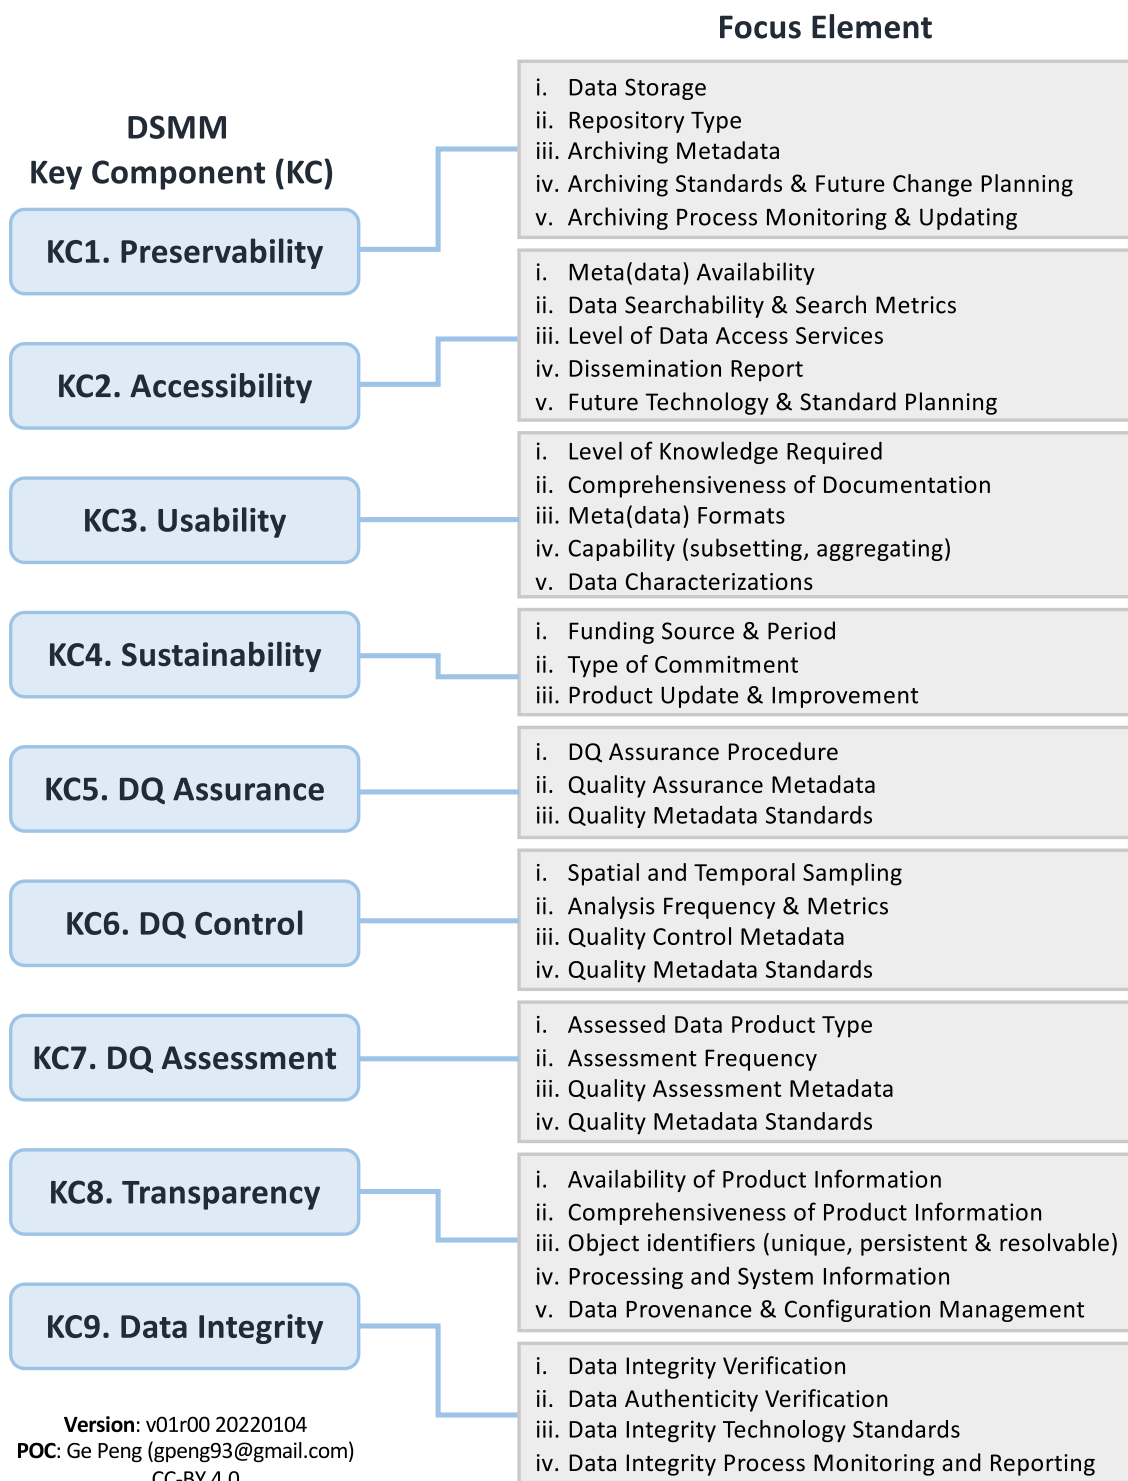 Focus Element
DSMM
Key Component (KC)
KC1. Preservability
i. Data Storage
ii. Repository Type
iii. Archiving Metadata
iv. Archiving Standards & Future Change Planning
v. Archiving Process Monitoring & Updating
KC2. Accessibility
i. Meta(data) Availability
ii. Data Searchability & Search Metrics
iii. Level of Data Access Services
iv. Dissemination Report
v. Future Technology & Standard Planning
KC3. Usability
i. Level of Knowledge Required
ii. Comprehensiveness of Documentation
iii. Meta(data) Formats
iv. Capability (subsetting, aggregating)
v. Data Characterizations
KC4. Sustainability
i. Funding Source & Period
ii. Type of Commitment
iii. Product Update & Improvement
KC5. DQ Assurance
i. DQ Assurance Procedure
ii. Quality Assurance Metadata
iii. Quality Metadata Standards
KC6. DQ Control
i. Spatial and Temporal Sampling
ii. Analysis Frequency & Metrics
iii. Quality Control Metadata
iv. Quality Metadata Standards
KC7. DQ Assessment
i. Assessed Data Product Type
ii. Assessment Frequency
iii. Quality Assessment Metadata
iv. Quality Metadata Standards
KC8. Transparency
i. Availability of Product Information
ii. Comprehensiveness of Product Information
iii. Object identifiers (unique, persistent & resolvable)
iv. Processing and System Information
v. Data Provenance & Configuration Management
KC9. Data Integrity
i. Data Integrity Verification
ii. Data Authenticity Verification
iii. Data Integrity Technology Standards
iv. Data Integrity Process Monitoring and Reporting
Version: v01r00 20220104
POC: Ge Peng (gpeng93@gmail.com)
CC-BY 4.0